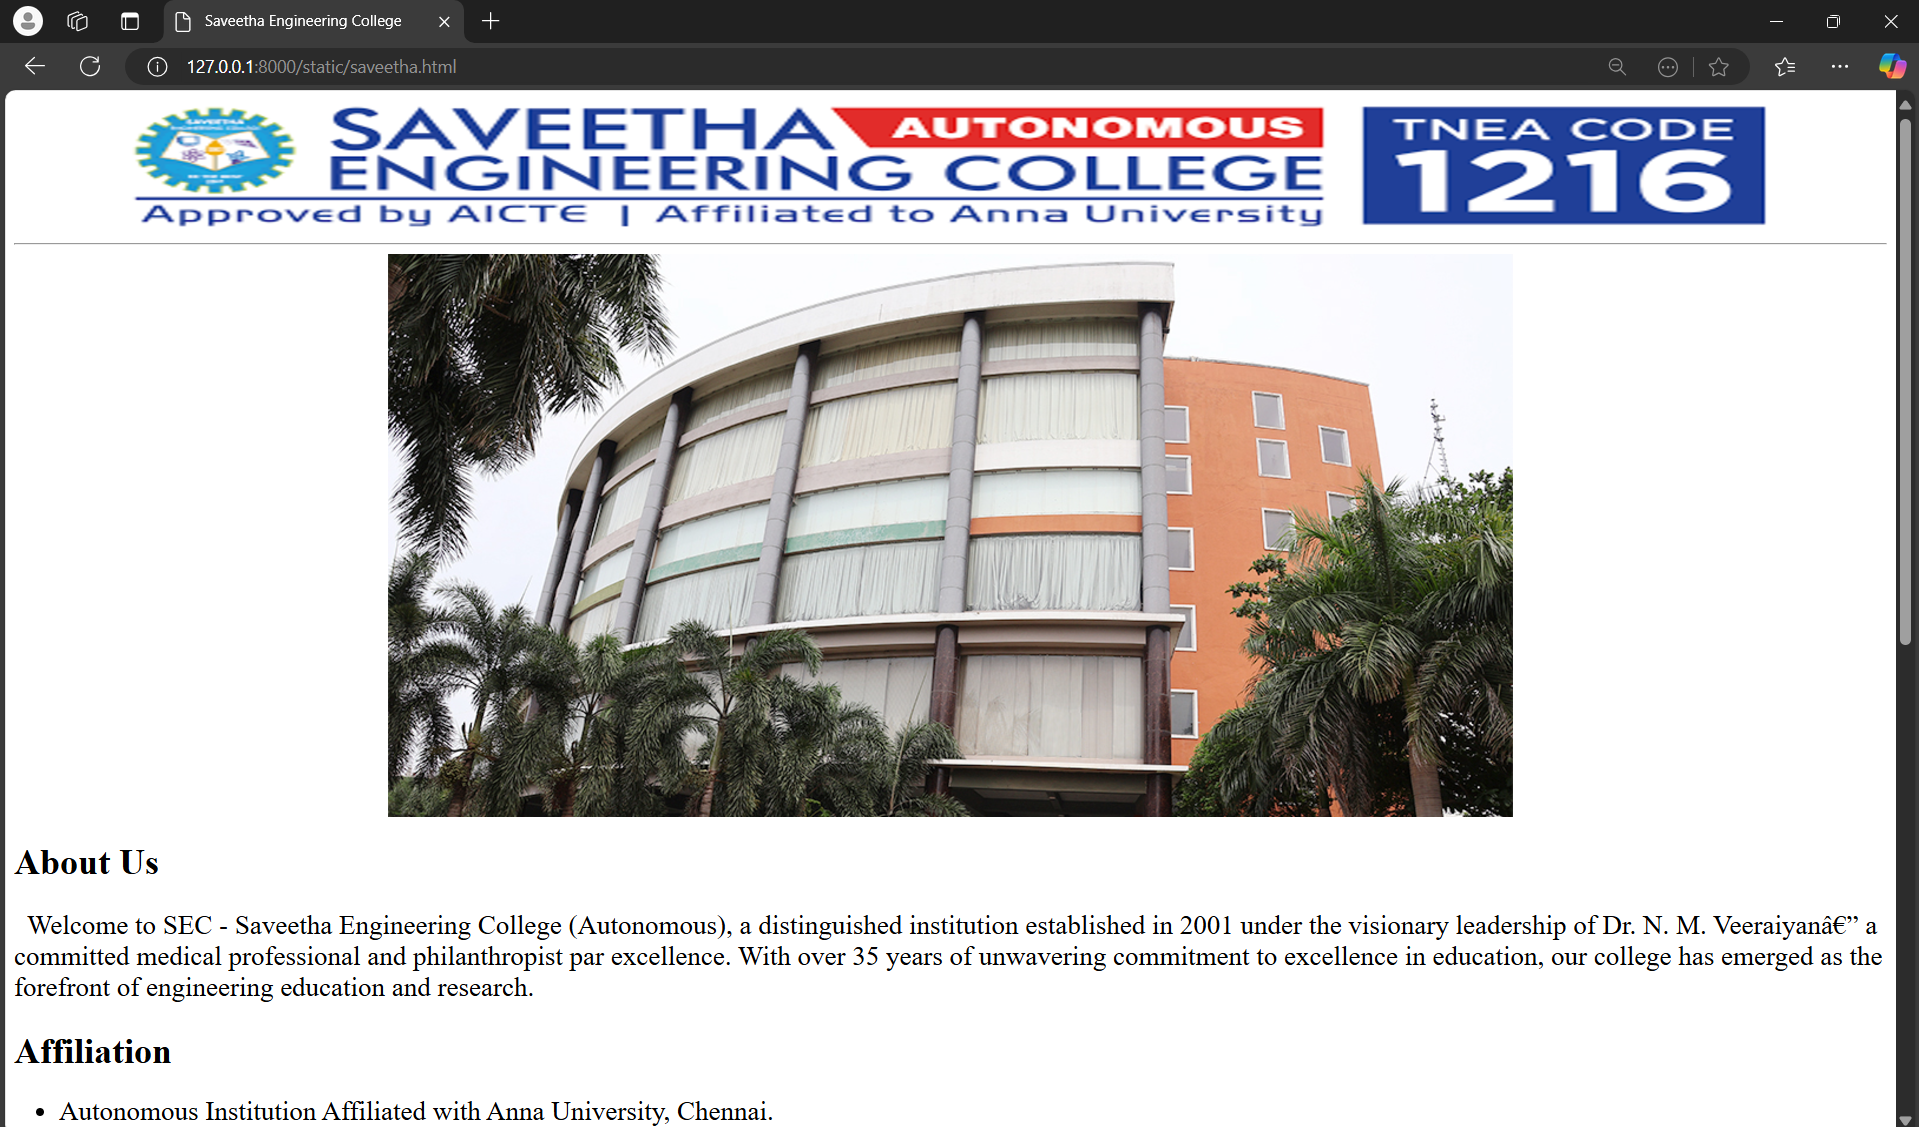 Saveetha Engineering College
127.0.0.1:8000/static/saveetha.html
SAVEETHA AUTONOMOUS
ENGINEERING COLLEGE
Approved by AICTE | Affiliated to Anna University
TNEA CODE
1216
About Us
Welcome to SEC - Saveetha Engineering College (Autonomous), a distinguished institution established in 2001 under the visionary leadership of Dr. N. M. Veeraiyanâ€” a
committed medical professional and philanthropist par excellence. With over 35 years of unwavering commitment to excellence in education, our college has emerged as the
forefront of engineering education and research.
Affiliation
• Autonomous Institution Affiliated with Anna University, Chennai.